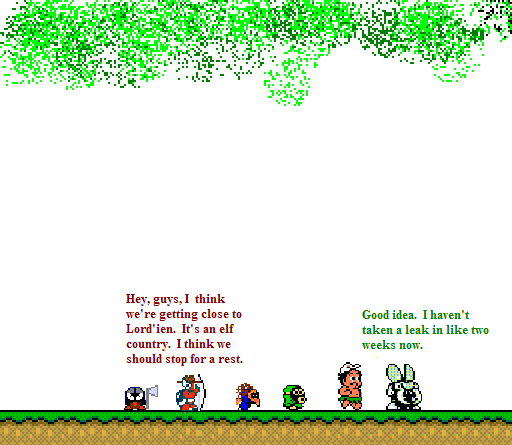 Hey, guys, I think
we're getting close to
Lord'ien. It's an elf
country. I think we
should stop for a rest.
Good idea. I haven't
taken a leak in like two
weeks now.